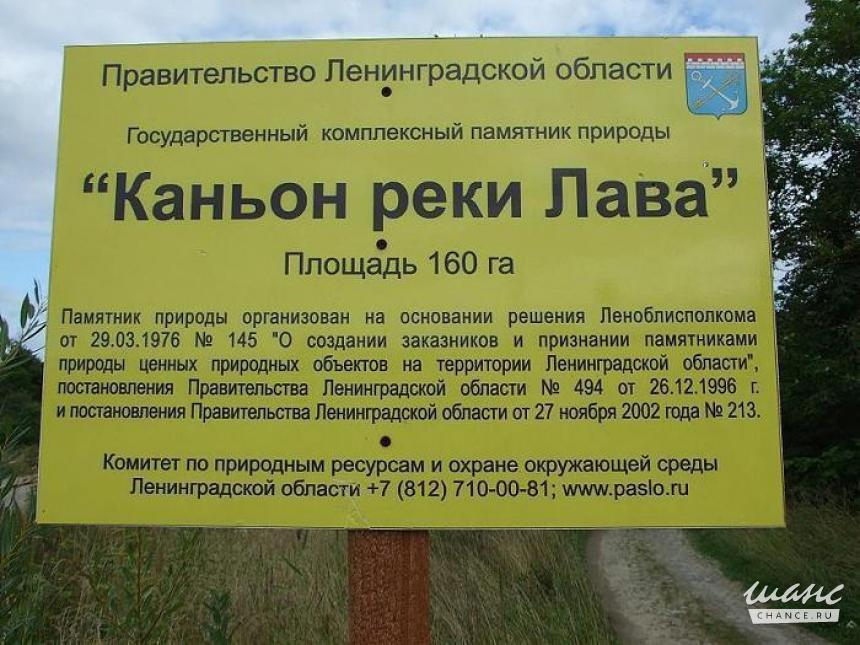 Правительство Ленинградской области
Государственный комплексный памятник природы
“Каньон реки Лава”
Площадь 160 га
Памятник природы организован на основании решения Леноблисполкома
от 29.03.1976 № 145 "О создании заказников и признании памятниками
природы ценных природных объектов на территории Ленинградской области",
постановления Правительства Ленинградской области № 494 от 26.12.1996 г.
и постановления Правительства Ленинградской области от 27 ноября 2002 года № 213.
Комитет по природным ресурсам и охране окружающей среды
Ленинградской области +7 (812) 710-00-81; www.paslo.ru
шанс
CHANCE.RU